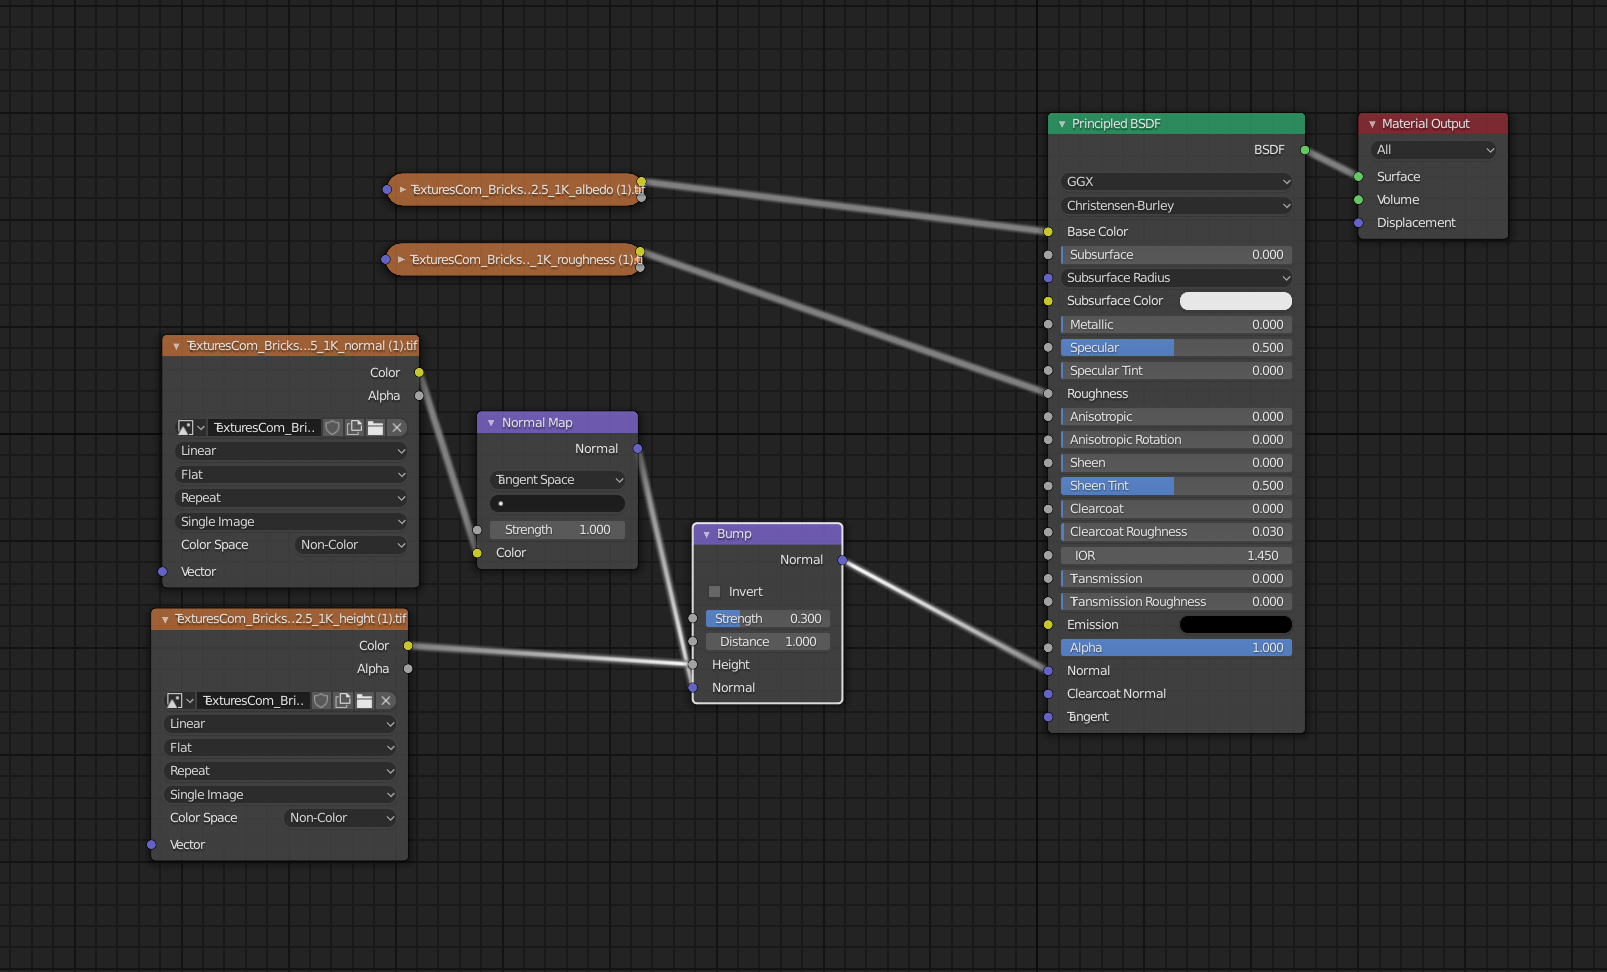 TexturesCom_Bricks..2.5_1K_albedo (1).tif
TexturesCom_Bricks.._1K_roughness (1).ti
TexturesCom_Bricks...5_1K_normal (1).tif
Color
Alpha
TexturesCom_Bri..
Linear
Flat
Repeat
Single Image
Color Space Non-Color
Vector
TexturesCom_Bricks..2.5_1K_height (1).tif
Color
Alpha
TexturesCom_Bri..
Linear
Flat
Repeat
Single Image
Color Space Non-Color
Vector
Normal Map
Normal
Tangent Space
Strength 1.000
Color
Bump
Normal
Invert
Strength 0.300
Distance 1.000
Height
Normal
Principled BSDF
BSDF
GGX
Christensen-Burley
Base Color
Subsurface 0.000
Subsurface Radius
Subsurface Color
Metallic 0.000
Specular 0.500
Specular Tint 0.000
Roughness
Anisotropic 0.000
Anisotropic Rotation 0.000
Sheen 0.000
Sheen Tint 0.500
Clearcoat 0.000
Clearcoat Roughness 0.030
IOR 1.450
Transmission 0.000
Transmission Roughness 0.000
Emission
Alpha 1.000
Normal
Clearcoat Normal
Tangent
Material Output
All
Surface
Volume
Displacement